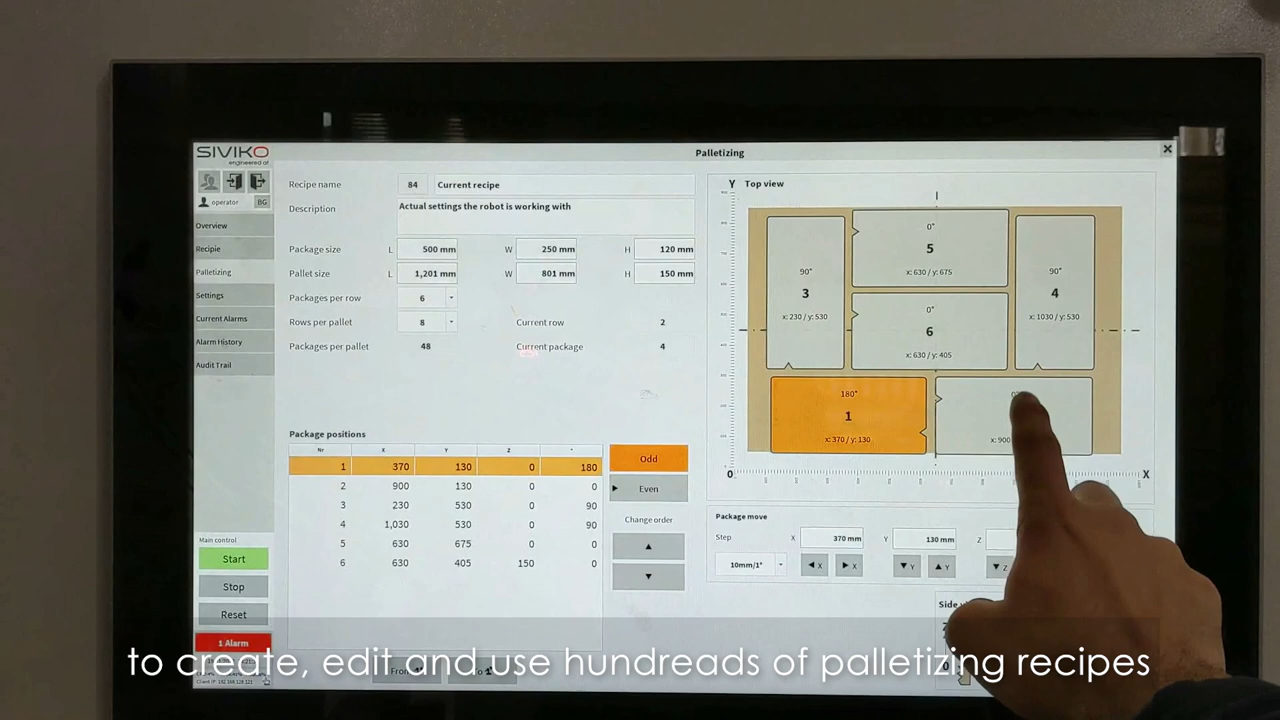 SIVIKO
engineered at
operator
BG
Overview
Recipie
Palletizing
Settings
Current Alarms
Alarm History
Audit Trail
Main control
Start
Stop
Reset
1 Alarm
Palletizing
Recipe name 84 Current recipe
Description Actual settings the robot is working with
Package size L 500 mm W 250 mm H 120 mm
Pallet size L 1,201 mm W 801 mm H 150 mm
Packages per row 6
Rows per pallet 8 Current row 2
Packages per pallet 48 Current package 4
Package positions
Nr X Y Z °
1 370 130 0 180
2 900 130 0 0
3 230 530 0 90
4 1,030 530 0 90
5 630 675 0 0
6 630 405 150 0
Odd
Even
Change order
Y Top view
90°
3
x: 230 / y: 530
0°
5
x: 630 / y: 675
90°
4
x: 1030 / y: 530
0°
6
x: 630 / y: 405
180°
1
x: 370 / y: 130
x: 900
0 X
Package move
Step X 370 mm Y 130 mm Z
10mm/1° X X Y Y Z
to create, edit and use hundreads of palletizing recipes